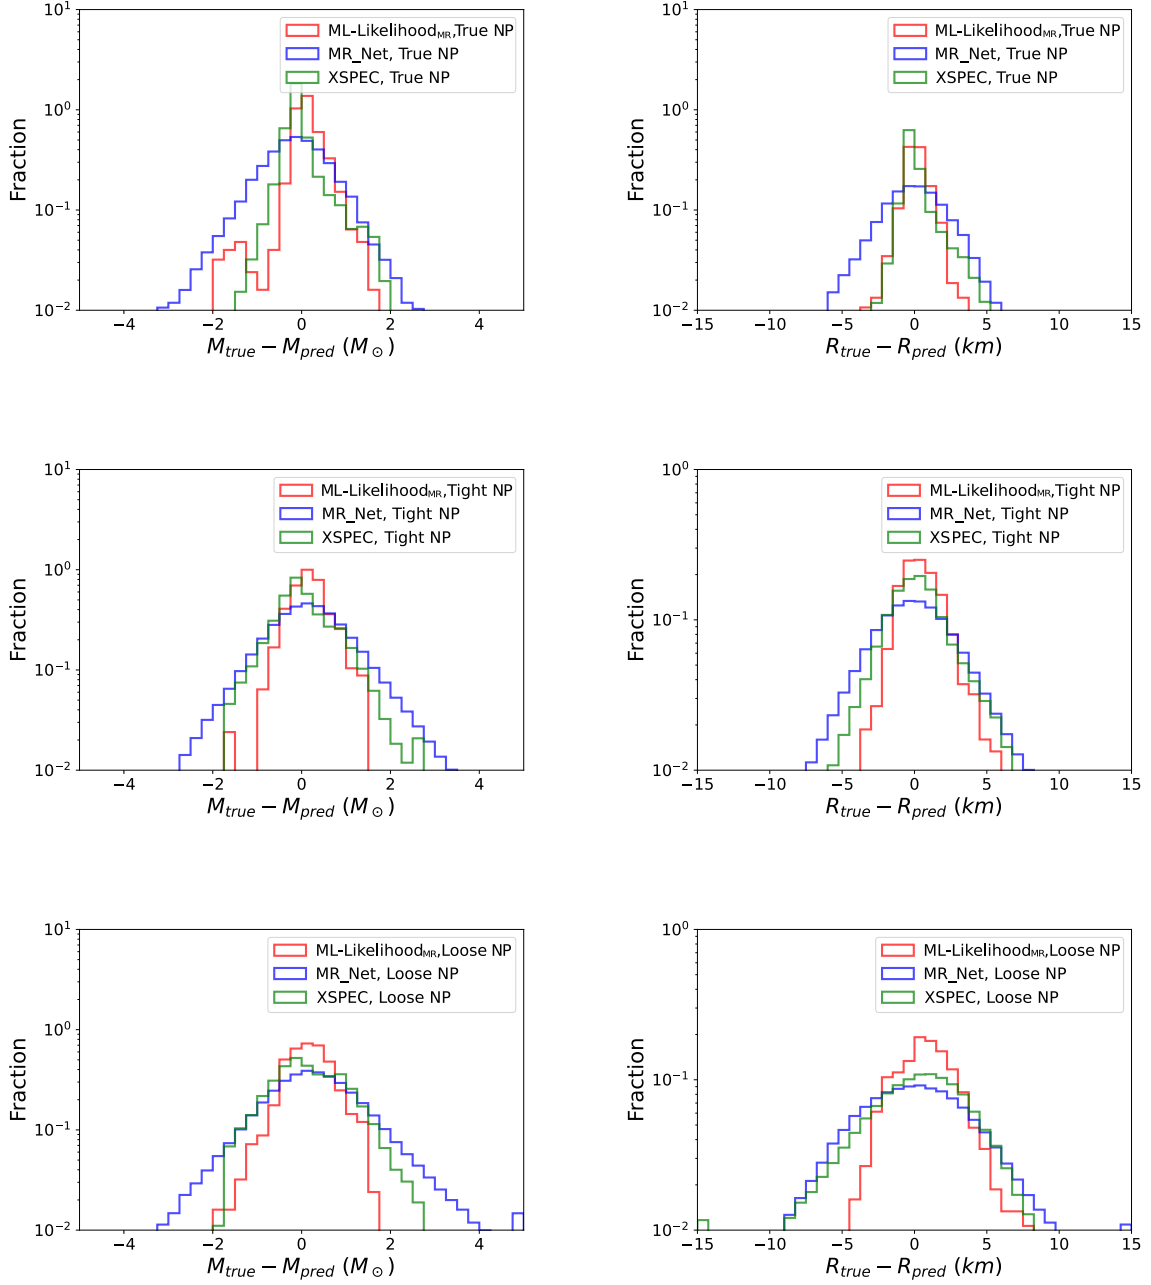 10¹
10⁰
10⁻¹
10⁻²
Fraction
ML-Likelihood_MR,True NP
MR_Net, True NP
XSPEC, True NP
−4 −2 0 2 4
M_true − M_pred (M_⊙)
10¹
10⁰
10⁻¹
10⁻²
Fraction
ML-Likelihood_MR,True NP
MR_Net, True NP
XSPEC, True NP
−15 −10 −5 0 5 10 15
R_true − R_pred (km)
10¹
10⁰
10⁻¹
10⁻²
Fraction
ML-Likelihood_MR,Tight NP
MR_Net, Tight NP
XSPEC, Tight NP
−4 −2 0 2 4
M_true − M_pred (M_⊙)
10⁰
10⁻¹
10⁻²
Fraction
ML-Likelihood_MR,Tight NP
MR_Net, Tight NP
XSPEC, Tight NP
−15 −10 −5 0 5 10 15
R_true − R_pred (km)
10¹
10⁰
10⁻¹
10⁻²
Fraction
ML-Likelihood_MR,Loose NP
MR_Net, Loose NP
XSPEC, Loose NP
−4 −2 0 2 4
M_true − M_pred (M_⊙)
10⁰
10⁻¹
10⁻²
Fraction
ML-Likelihood_MR,Loose NP
MR_Net, Loose NP
XSPEC, Loose NP
−15 −10 −5 0 5 10 15
R_true − R_pred (km)